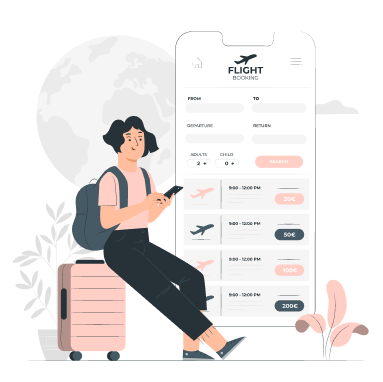 FLIGHT
BOOKING
FROM TO
DEPARTURE RETURN
ADULTS CHILD
2 + 0 + SEARCH
9:00 - 12:00 PM
9:00 - 12:00 PM
50€
9:00 - 12:00 PM
100€
9:00 - 12:00 PM
200€